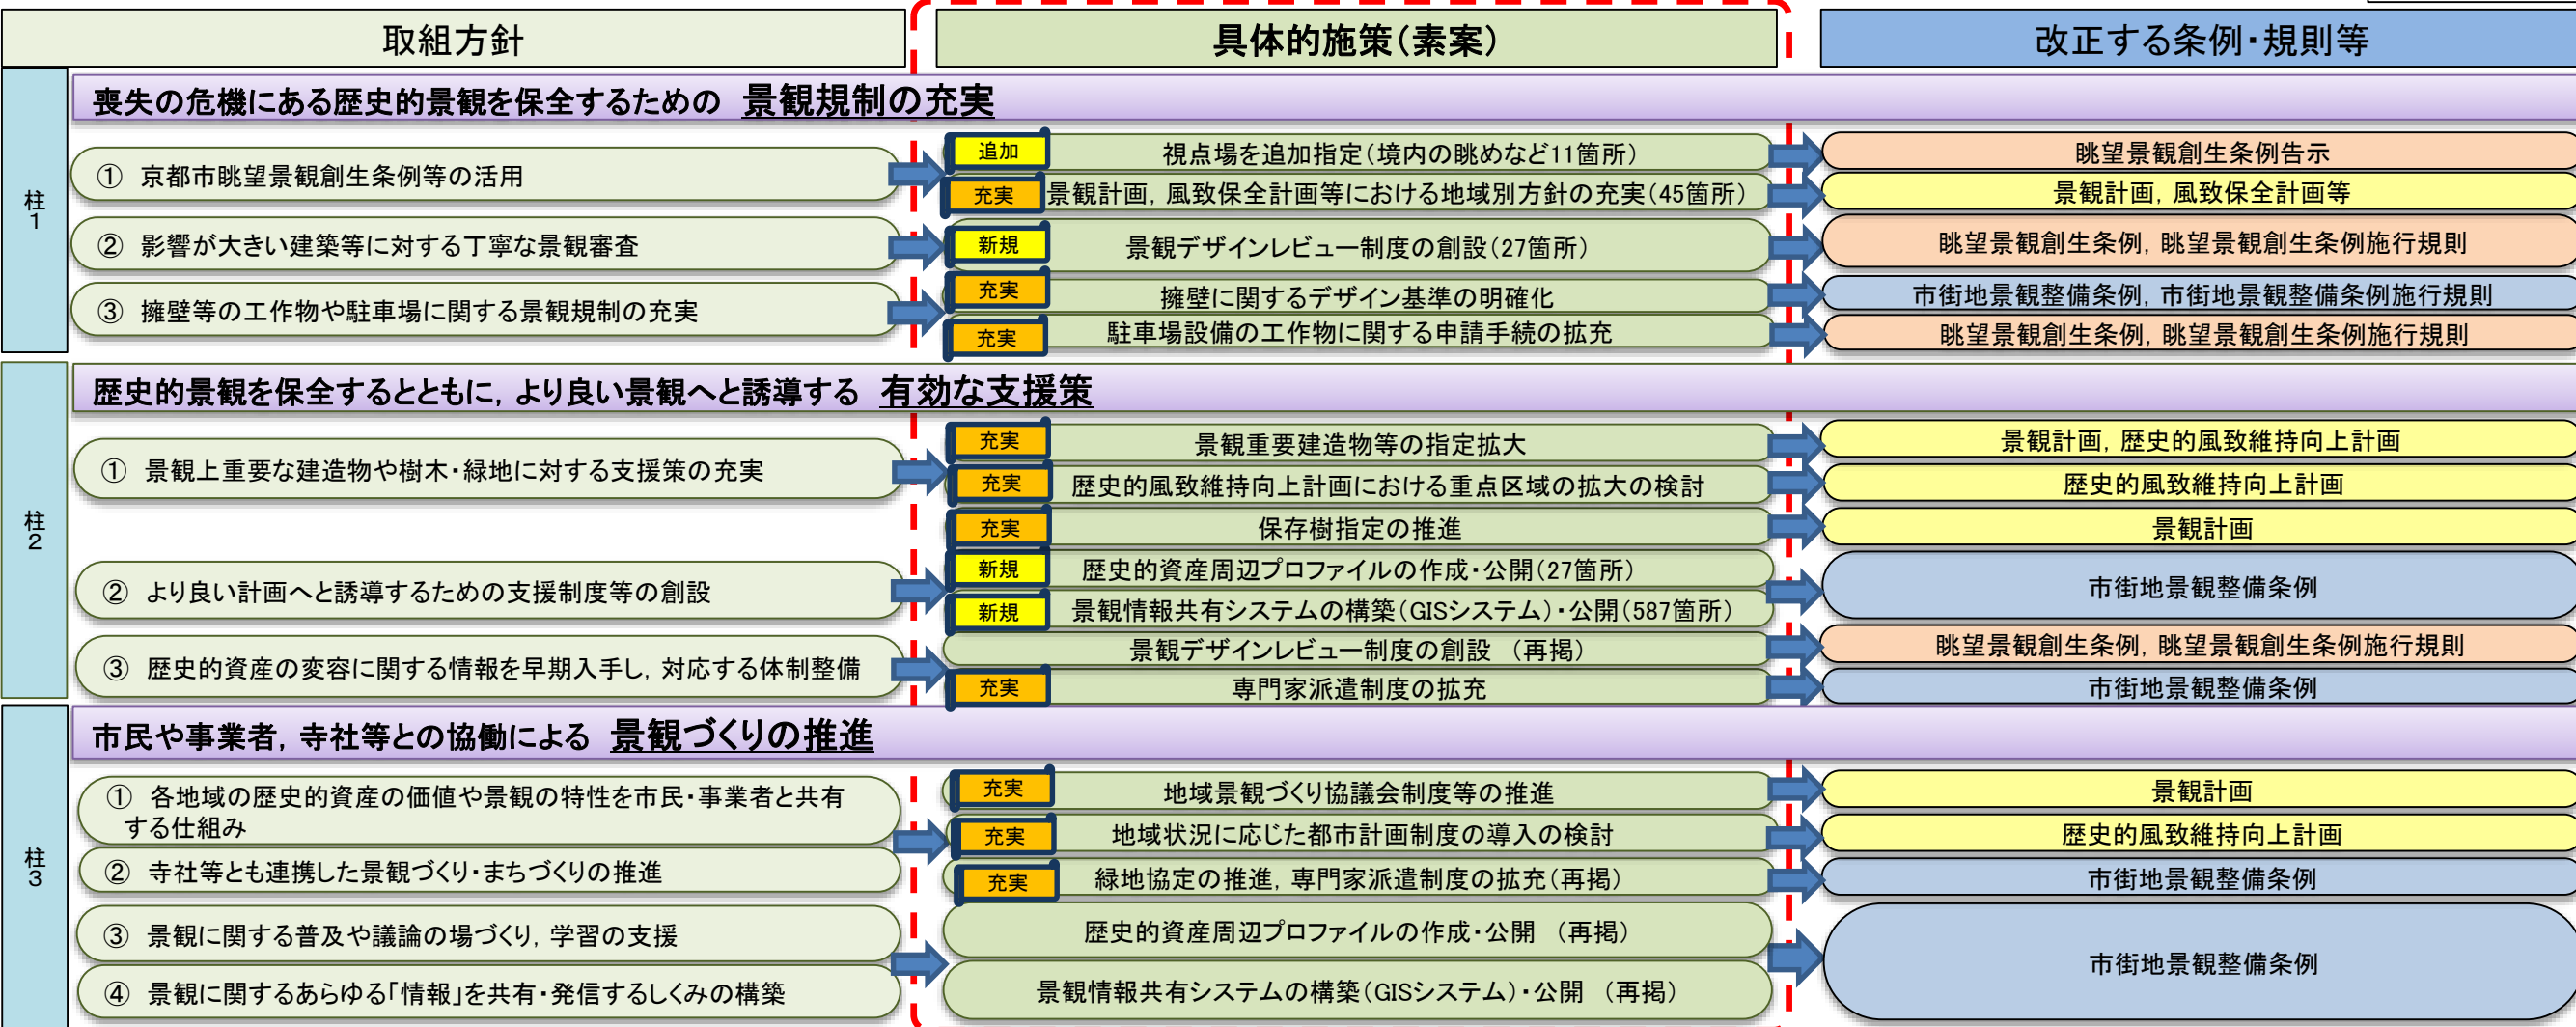 取組方針
具体的施策(素案)
改正する条例・規則等
柱1
喪失の危機にある歴史的景観を保全するための 景観規制の充実
① 京都市眺望景観創生条例等の活用
追加
視点場を追加指定(境内の眺めなど11箇所)
眺望景観創生条例告示
充実
景観計画，風致保全計画等における地域別方針の充実(45箇所)
景観計画，風致保全計画等
② 影響が大きい建築等に対する丁寧な景観審査
新規
景観デザインレビュー制度の創設(27箇所)
眺望景観創生条例，眺望景観創生条例施行規則
③ 擁壁等の工作物や駐車場に関する景観規制の充実
充実
擁壁に関するデザイン基準の明確化
市街地景観整備条例，市街地景観整備条例施行規則
充実
駐車場設備の工作物に関する申請手続の拡充
眺望景観創生条例，眺望景観創生条例施行規則
柱2
歴史的景観を保全するとともに，より良い景観へと誘導する 有効な支援策
① 景観上重要な建造物や樹木・緑地に対する支援策の充実
充実
景観重要建造物等の指定拡大
景観計画，歴史的風致維持向上計画
充実
歴史的風致維持向上計画における重点区域の拡大の検討
歴史的風致維持向上計画
充実
保存樹指定の推進
景観計画
② より良い計画へと誘導するための支援制度等の創設
新規
歴史的資産周辺プロファイルの作成・公開(27箇所)
市街地景観整備条例
新規
景観情報共有システムの構築(GISシステム)・公開(587箇所)
③ 歴史的資産の変容に関する情報を早期入手し，対応する体制整備
景観デザインレビュー制度の創設 (再掲)
眺望景観創生条例，眺望景観創生条例施行規則
充実
専門家派遣制度の拡充
市街地景観整備条例
柱3
市民や事業者，寺社等との協働による 景観づくりの推進
① 各地域の歴史的資産の価値や景観の特性を市民・事業者と共有
する仕組み
充実
地域景観づくり協議会制度等の推進
景観計画
充実
地域状況に応じた都市計画制度の導入の検討
歴史的風致維持向上計画
② 寺社等とも連携した景観づくり・まちづくりの推進
充実
緑地協定の推進，専門家派遣制度の拡充(再掲)
市街地景観整備条例
③ 景観に関する普及や議論の場づくり，学習の支援
歴史的資産周辺プロファイルの作成・公開 (再掲)
市街地景観整備条例
④ 景観に関するあらゆる「情報」を共有・発信するしくみの構築
景観情報共有システムの構築(GISシステム)・公開 (再掲)